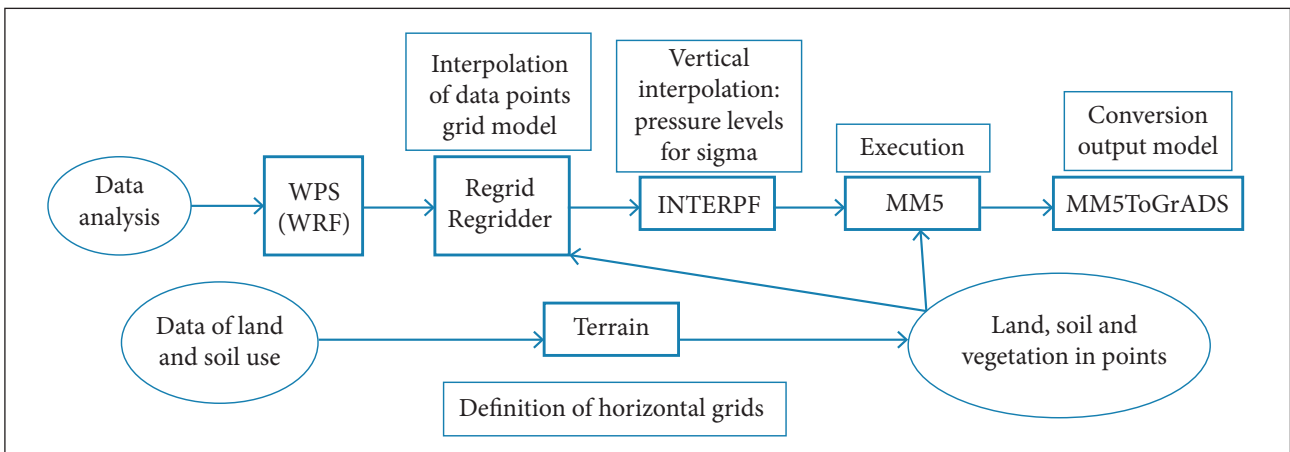 Interpolation
of data points
grid model
Vertical
interpolation:
pressure levels
for sigma
Execution
Conversion
output model
Data
analysis
WPS
(WRF)
Regrid
Regridder
INTERPF
MM5
MM5ToGrADS
Data of land
and soil use
Terrain
Land, soil and
vegetation in points
Definition of horizontal grids